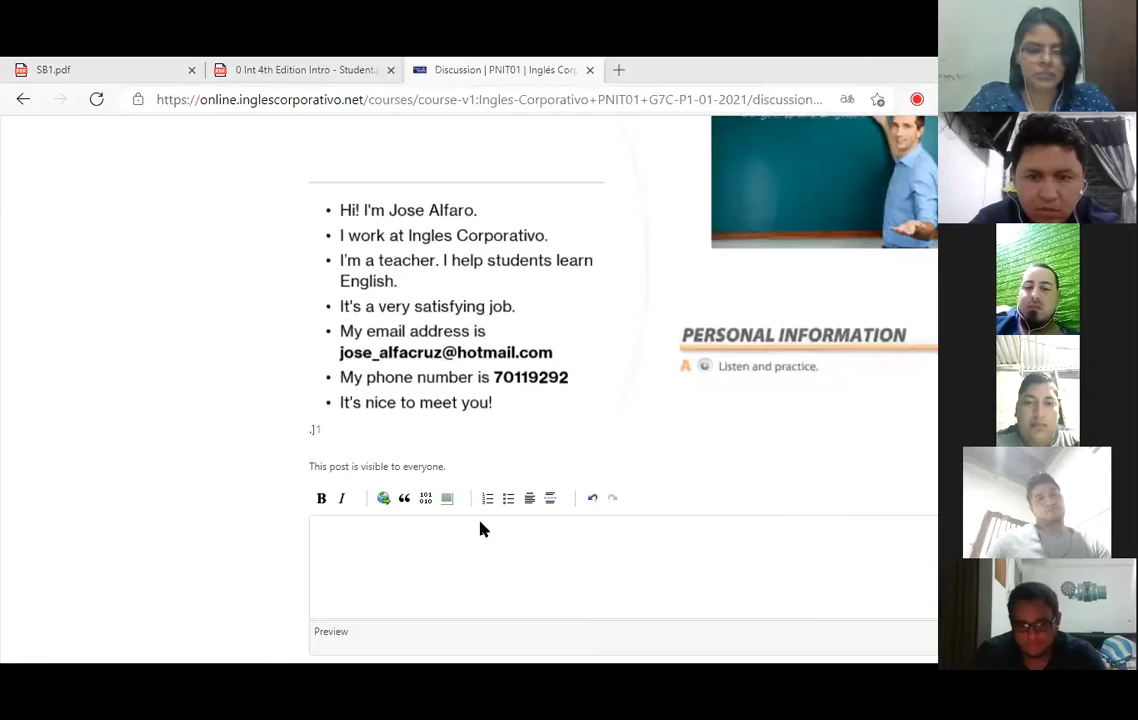 SB1.pdf
0 Int 4th Edition Intro - Student.
Discussion | PNIT01 | Inglés Corp
https://online.inglescorporativo.net/courses/course-v1:Ingles-Corporativo+PNIT01+G7C-P1-01-2021/discussion...
• Hi! I'm Jose Alfaro.
• I work at Ingles Corporativo.
• I'm a teacher. I help students learn
English.
• It's a very satisfying job.
• My email address is
jose_alfacruz@hotmail.com
• My phone number is 70119292
• It's nice to meet you!
PERSONAL INFORMATION
A Listen and practice.
.]1
This post is visible to everyone.
B I
Preview